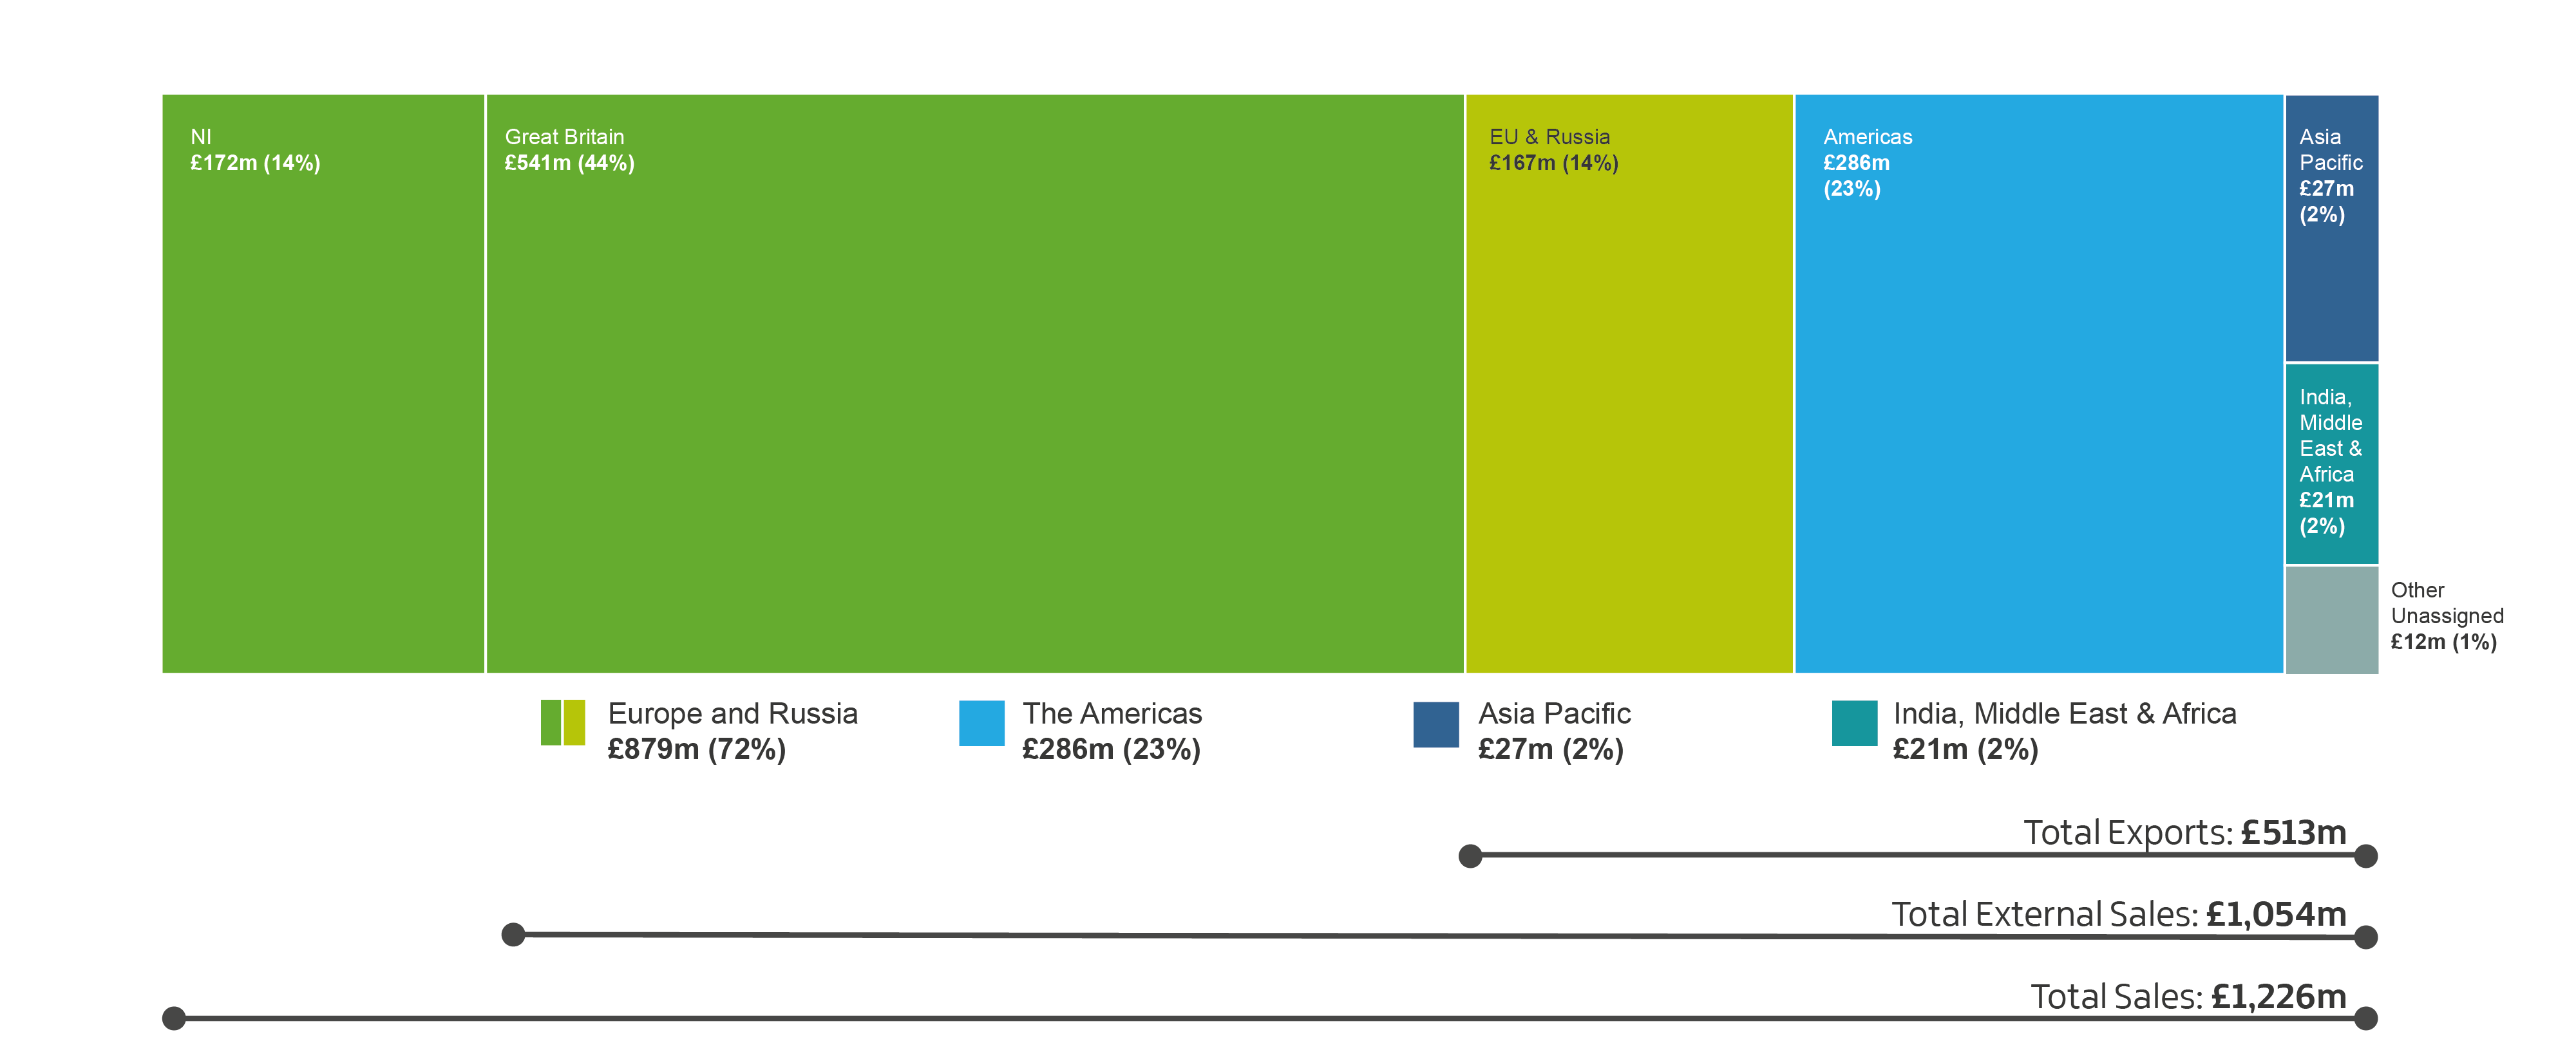 NI
£172m (14%)
Great Britain
£541m (44%)
EU & Russia
£167m (14%)
Americas
£286m
(23%)
Asia
Pacific
£27m
(2%)
India,
Middle
East &
Africa
£21m
(2%)
Other
Unassigned
£12m (1%)
Europe and Russia
£879m (72%)
The Americas
£286m (23%)
Asia Pacific
£27m (2%)
India, Middle East & Africa
£21m (2%)
Total Exports: £513m
Total External Sales: £1,054m
Total Sales: £1,226m